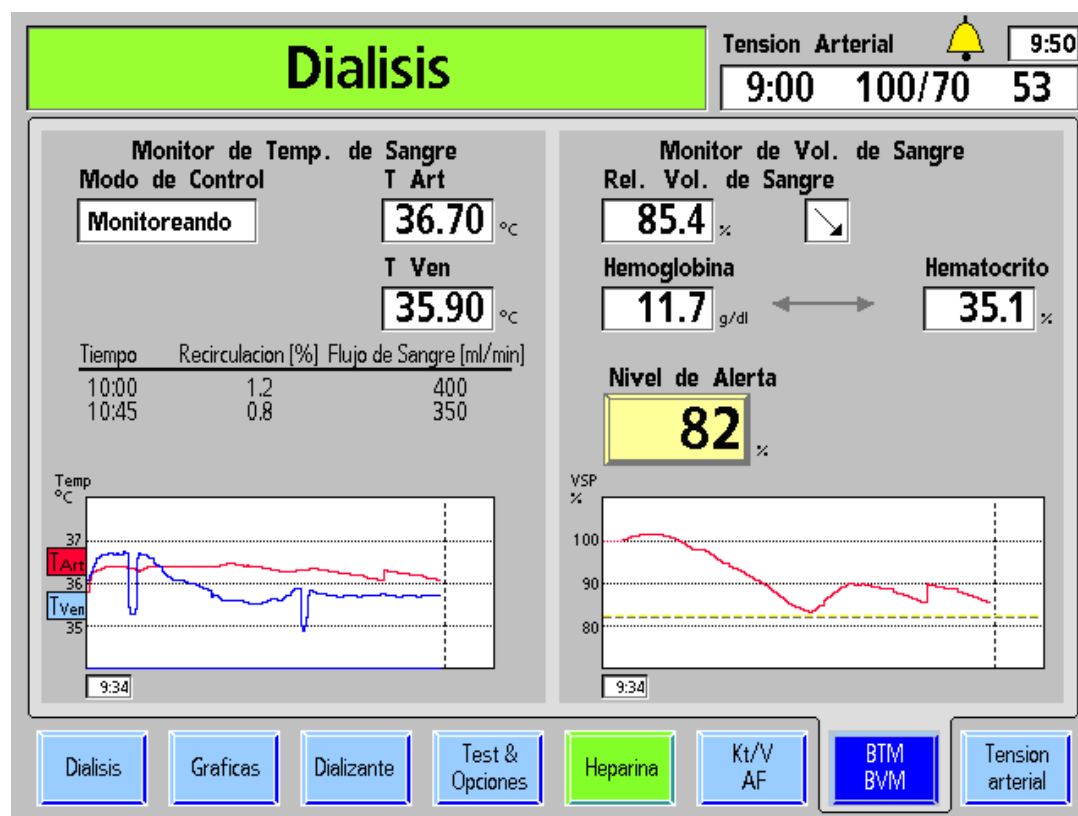 Dialisis
Tension Arterial
9:50
9:00 100/70 53
Monitor de Temp. de Sangre
Modo de Control T Art
Monitoreando 36.70 °C
T Ven
35.90 °C
Tiempo Recirculacion [%] Flujo de Sangre [ml/min]
10:00 1.2 400
10:45 0.8 350
Temp
°C
37
TArt
36
TVen
35
9:34
Monitor de Vol. de Sangre
Rel. Vol. de Sangre
85.4 %
Hemoglobina Hematocrito
11.7 g/dl 35.1 %
Nivel de Alerta
82 %
VSP
%
100
90
80
9:34
Dialisis
Graficas
Dializante
Test &
Opciones
Heparina
Kt/V
AF
BTM
BVM
Tension
arterial